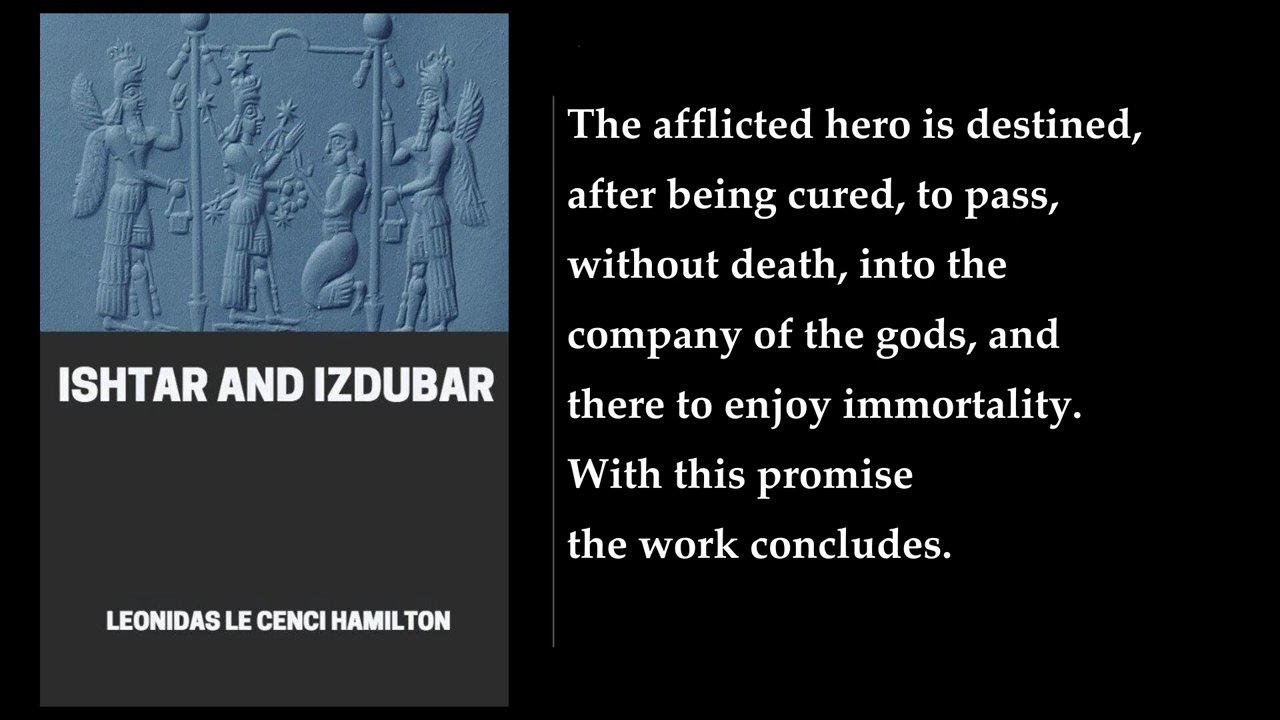 ISHTAR AND IZDUBAR
LEONIDAS LE CENCI HAMILTON
The afflicted hero is destined,
after being cured, to pass,
without death, into the
company of the gods, and
there to enjoy immortality.
With this promise
the work concludes.